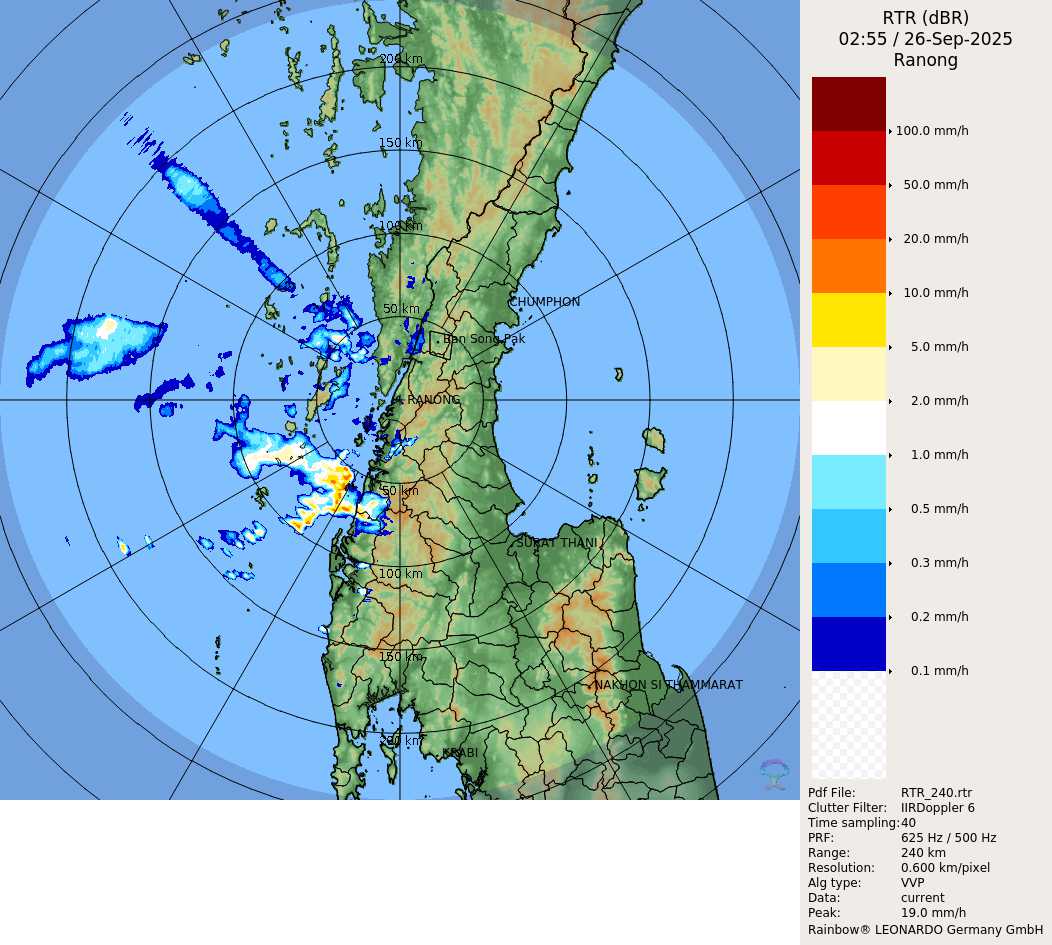 RTR (dBR)
02:55 / 26-Sep-2025
Ranong
100.0 mm/h
50.0 mm/h
20.0 mm/h
10.0 mm/h
5.0 mm/h
2.0 mm/h
1.0 mm/h
0.5 mm/h
0.3 mm/h
0.2 mm/h
0.1 mm/h
Pdf File: RTR_240.rtr
Clutter Filter: IIRDoppler 6
Time sampling:40
PRF: 625 Hz / 500 Hz
Range: 240 km
Resolution: 0.600 km/pixel
Alg type: VVP
Data: current
Peak: 19.0 mm/h
Rainbow® LEONARDO Germany GmbH
200 km
150 km
100 km
CHUMPHON
50 km
Ban Song Pak
RANONG
50 km
SURAT THANI
100 km
150 km
NAKHON SI THAMMARAT
200 km
KRABI